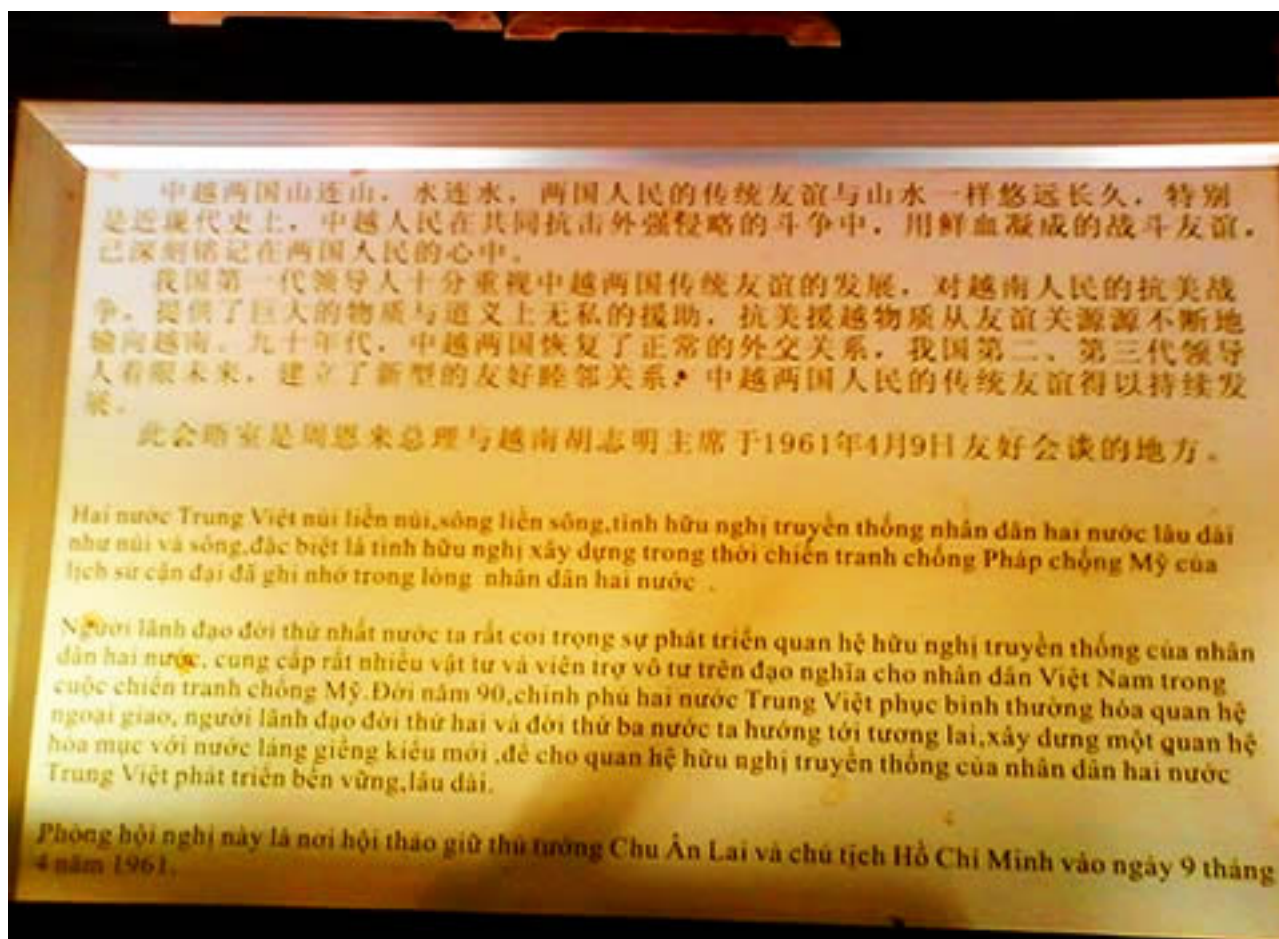 中越两国山连山，水连水，两国人民的传统友谊与山水一样悠远长久，特别
是近现代史上，中越人民在共同抗击外强侵略的斗争中，用鲜血凝成的战斗友谊，
已深刻铭记在两国人民的心中。
我国第一代领导人十分重视中越两国传统友谊的发展，对越南人民的抗美战
争，提供了巨大的物质与道义上无私的援助，抗美援越物质从友谊关源源不断地
输向越南。九十年代，中越两国恢复了正常的外交关系，我国第二、第三代领导
人着眼未来，建立了新型的友好睦邻关系，中越两国人民的传统友谊得以持续发
展。
此会晤室是周恩来总理与越南胡志明主席于1961年4月9日友好会谈的地方。
Hai nước Trung Việt núi liền núi,sông liền sông,tình hữu nghị truyền thống nhân dân hai nước lâu dài
như núi và sông,đặc biệt là tình hữu nghị xây dựng trong thời chiến tranh chống Pháp chống Mỹ của
lịch sử cận đại đã ghi nhớ trong lòng nhân dân hai nước .
Người lãnh đạo đời thứ nhất nước ta rất coi trọng sự phát triển quan hệ hữu nghị truyền thống của nhân
dân hai nước, cung cấp rất nhiều vật tư và viện trợ vô tư trên đạo nghĩa cho nhân dân Việt Nam trong
cuộc chiến tranh chống Mỹ.Đời năm 90,chính phủ hai nước Trung Việt phục bình thường hóa quan hệ
ngoại giao, người lãnh đạo đời thứ hai và đời thứ ba nước ta hướng tới tương lai,xây dưng một quan hệ
hòa mục với nước láng giềng kiểu mới ,để cho quan hệ hữu nghị truyền thống của nhân dân hai nước
Trung Việt phát triển bền vững,lâu dài.
Phòng hội nghị này là nơi hội thảo giữ thủ tướng Chu Ân Lai và chủ tịch Hồ Chí Minh vào ngày 9 tháng
4 năm 1961.